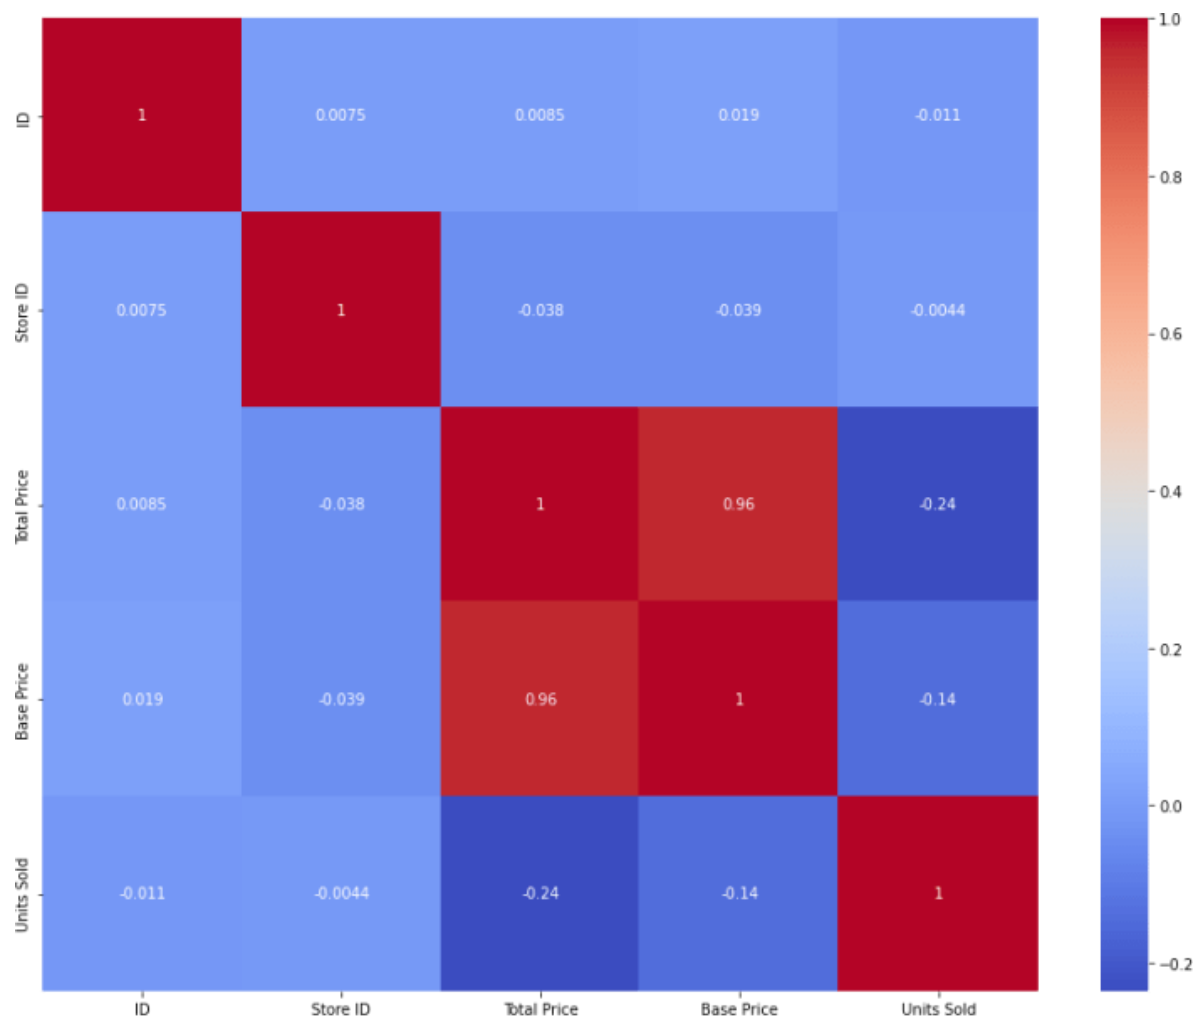 1.0
ID 1 0.0075 0.0085 0.019 -0.011
0.8
Store ID 0.0075 1 -0.038 -0.039 -0.0044
0.6
0.4
Total Price 0.0085 -0.038 1 0.96 -0.24
0.2
Base Price 0.019 -0.039 0.96 1 -0.14
0.0
Units Sold -0.011 -0.0044 -0.24 -0.14 1
-0.2
ID Store ID Total Price Base Price Units Sold